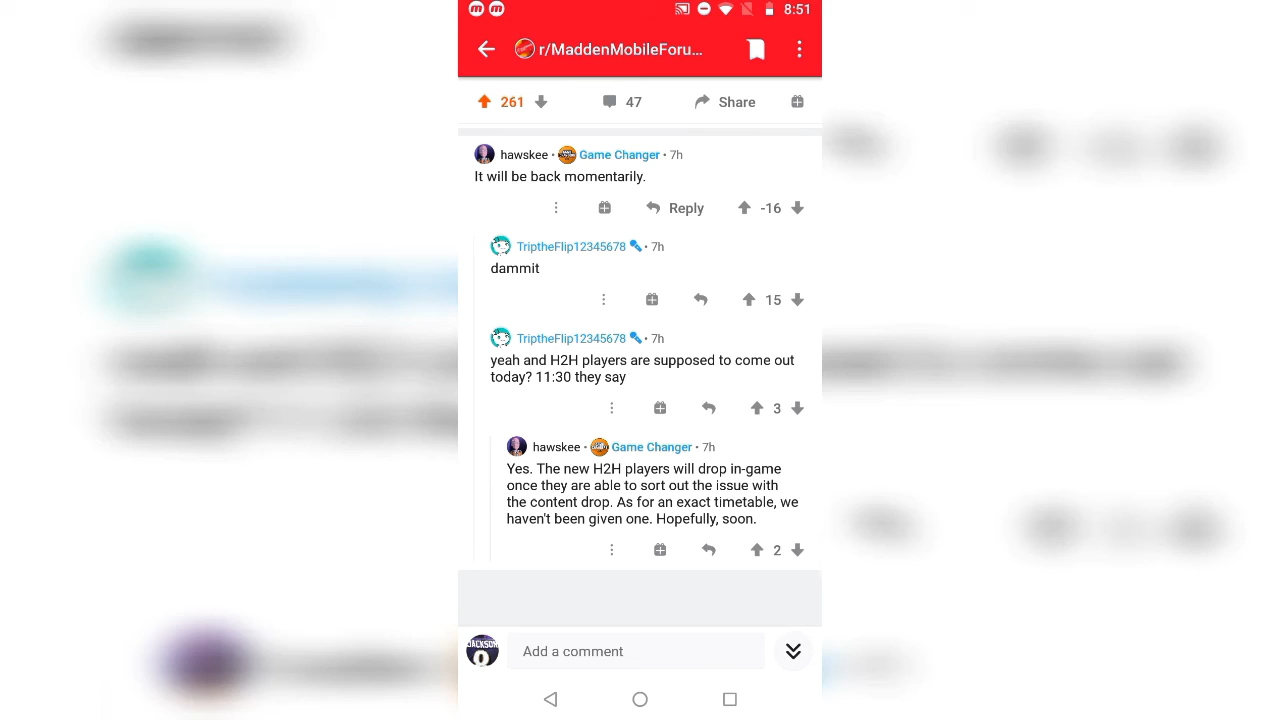 8:51
r/MaddenMobileForu...
261 47 Share
hawskee • Game Changer • 7h
It will be back momentarily.
Reply -16
TriptheFlip12345678 • 7h
dammit
15
TriptheFlip12345678 • 7h
yeah and H2H players are supposed to come out
today? 11:30 they say
3
hawskee • Game Changer • 7h
Yes. The new H2H players will drop in-game
once they are able to sort out the issue with
the content drop. As for an exact timetable, we
haven't been given one. Hopefully, soon.
2
JACKSON
0
Add a comment